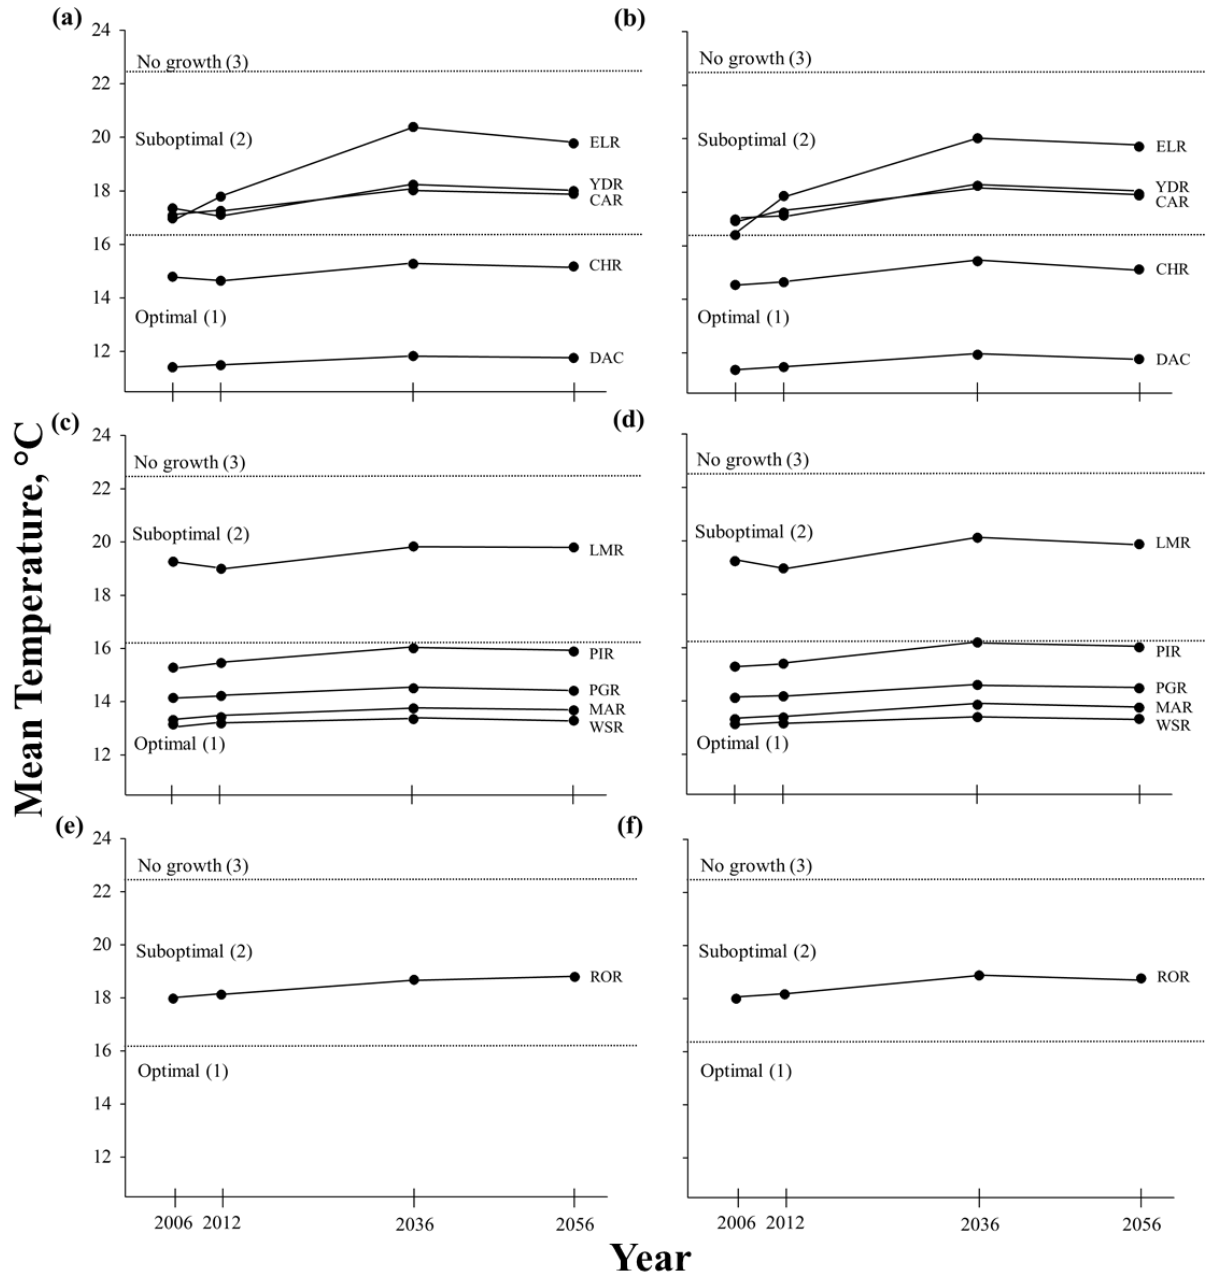 (a)
24
22
20
18
16
14
12
No growth (3)
Suboptimal (2)
Optimal (1)
ELR
YDR
CAR
CHR
DAC
(b)
No growth (3)
Suboptimal (2)
Optimal (1)
ELR
YDR
CAR
CHR
DAC
Mean Temperature, °C
(c)
24
22
20
18
16
14
12
No growth (3)
Suboptimal (2)
Optimal (1)
LMR
PIR
PGR
MAR
WSR
(d)
No growth (3)
Suboptimal (2)
Optimal (1)
LMR
PIR
PGR
MAR
WSR
(e)
24
22
20
18
16
14
12
No growth (3)
Suboptimal (2)
Optimal (1)
ROR
2006 2012 2036 2056
(f)
No growth (3)
Suboptimal (2)
Optimal (1)
ROR
2006 2012 2036 2056
Year